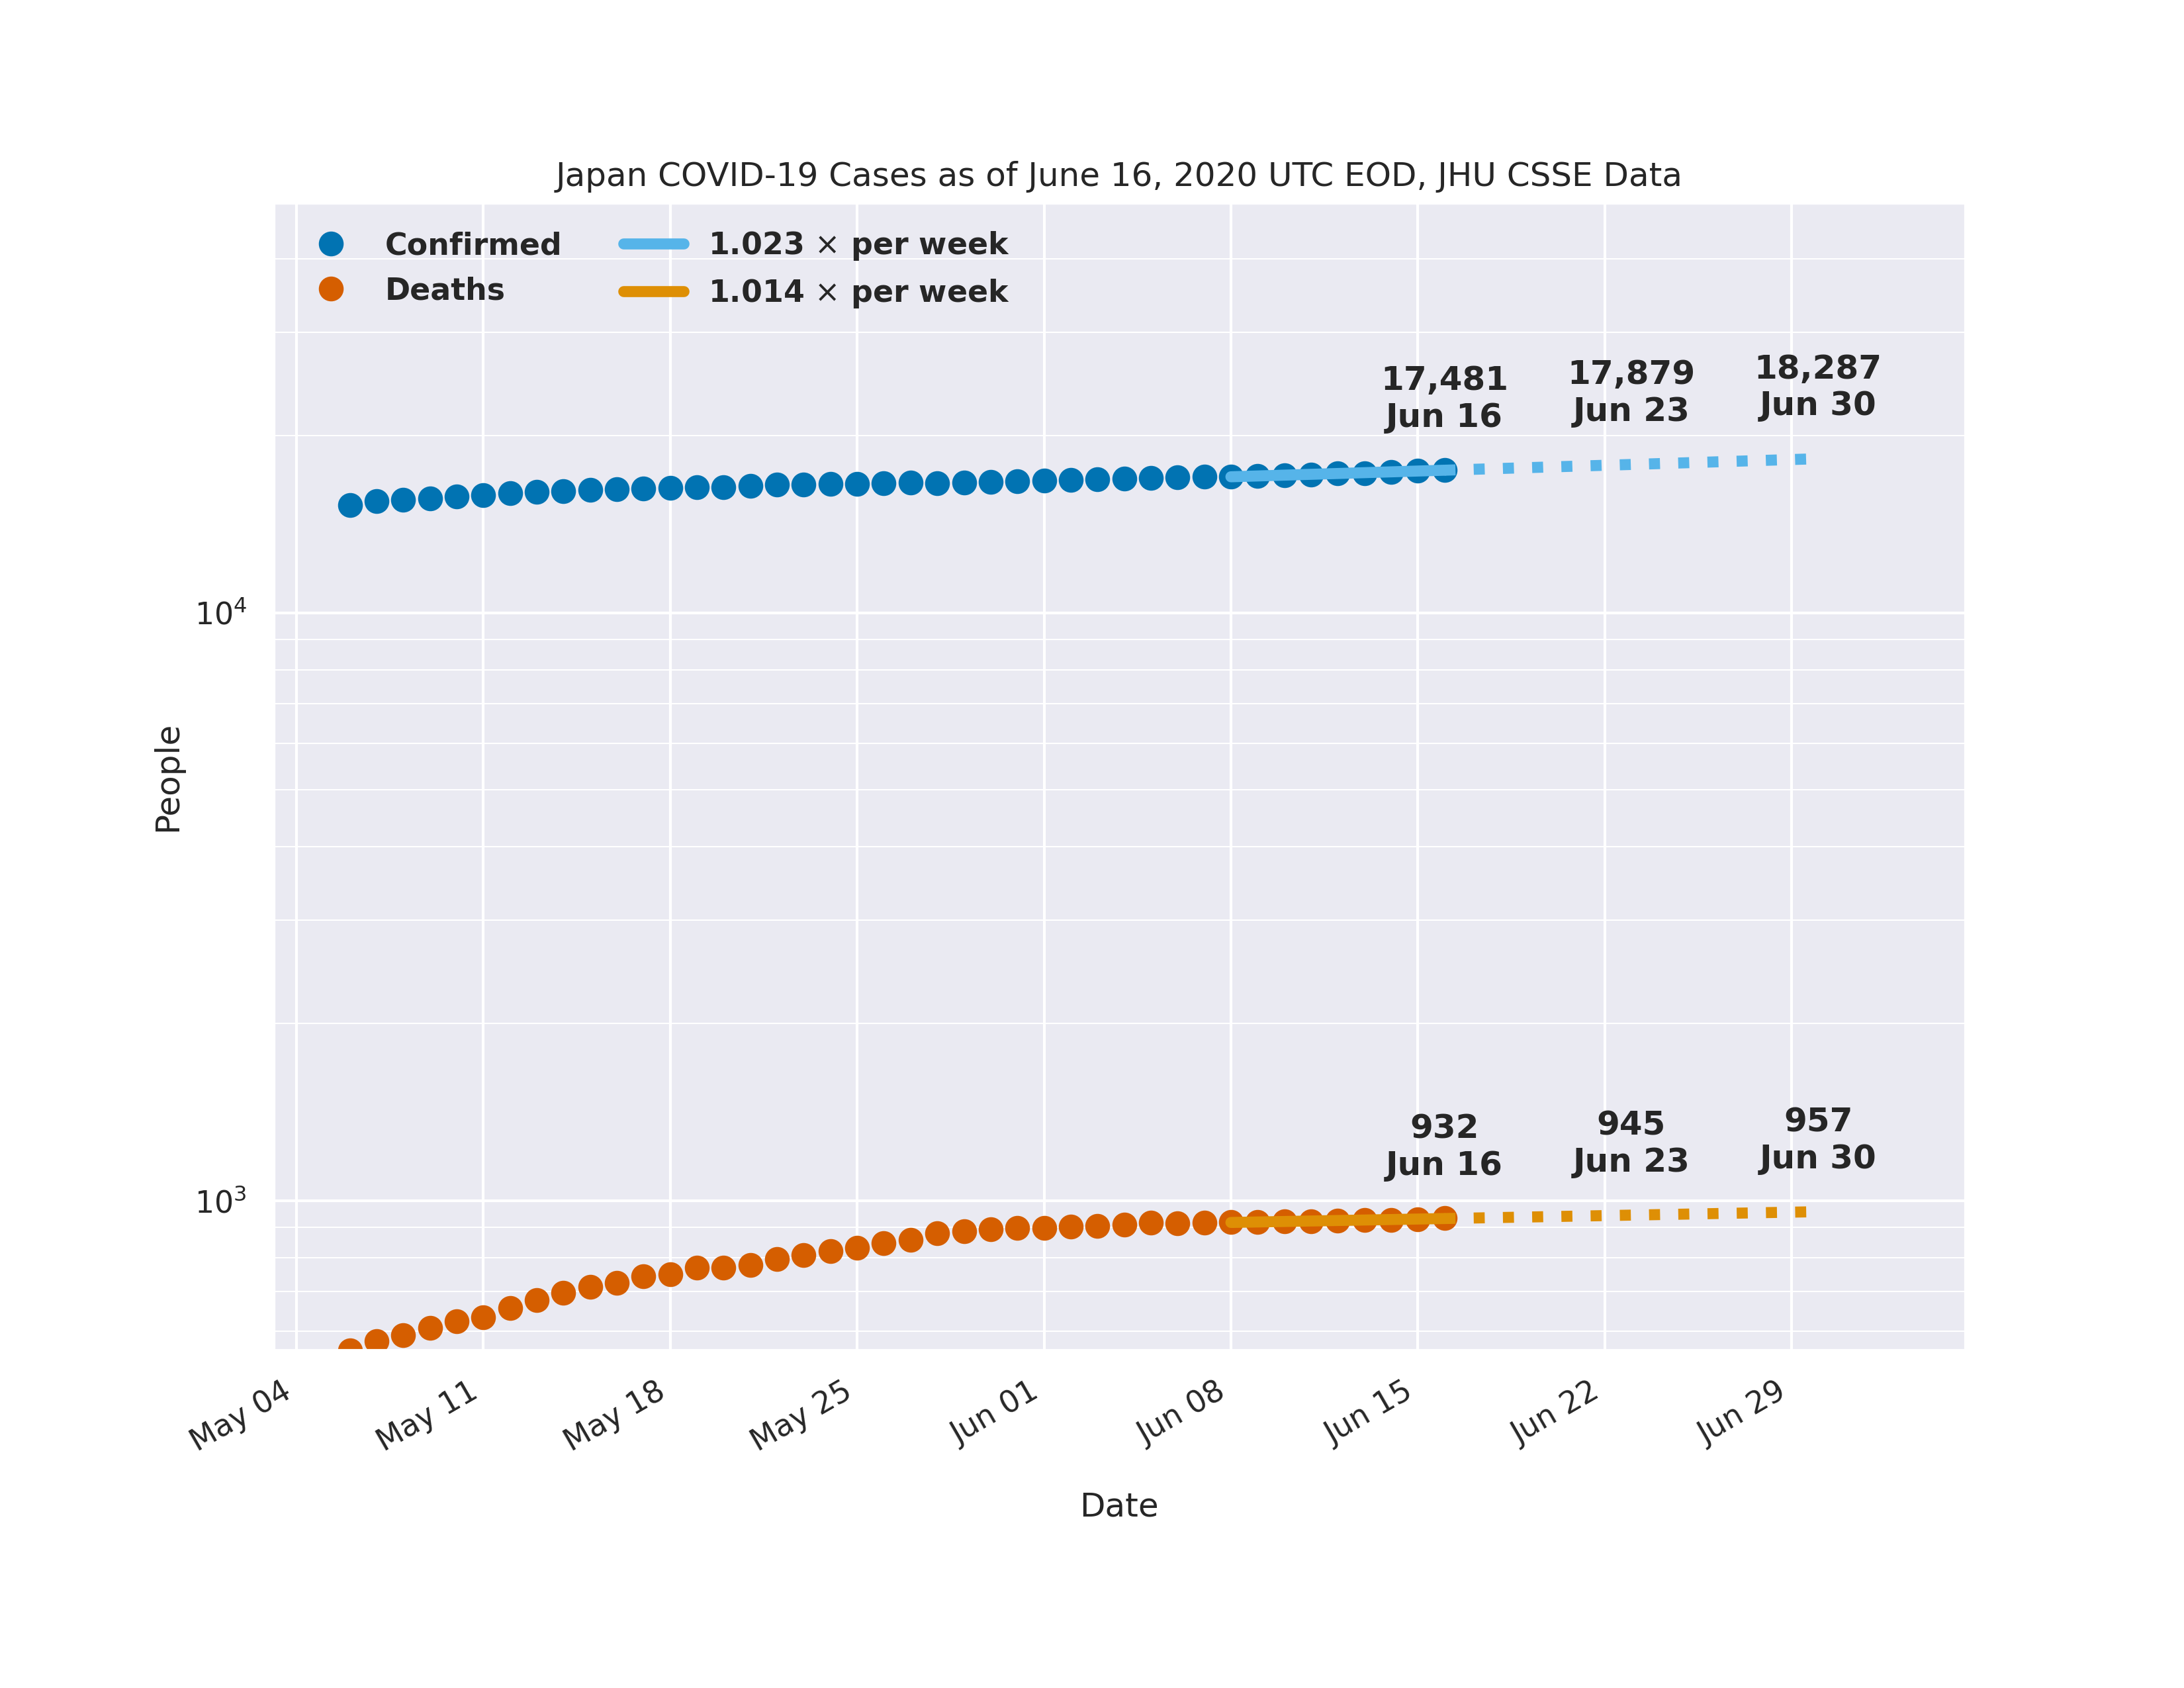 Japan COVID-19 Cases as of June 16, 2020 UTC EOD, JHU CSSE Data
Confirmed
Deaths
1.023 × per week
1.014 × per week
17,481
Jun 16
17,879
Jun 23
18,287
Jun 30
10⁴
People
932
Jun 16
945
Jun 23
957
Jun 30
10³
May 04
May 11
May 18
May 25
Jun 01
Jun 08
Jun 15
Jun 22
Jun 29
Date